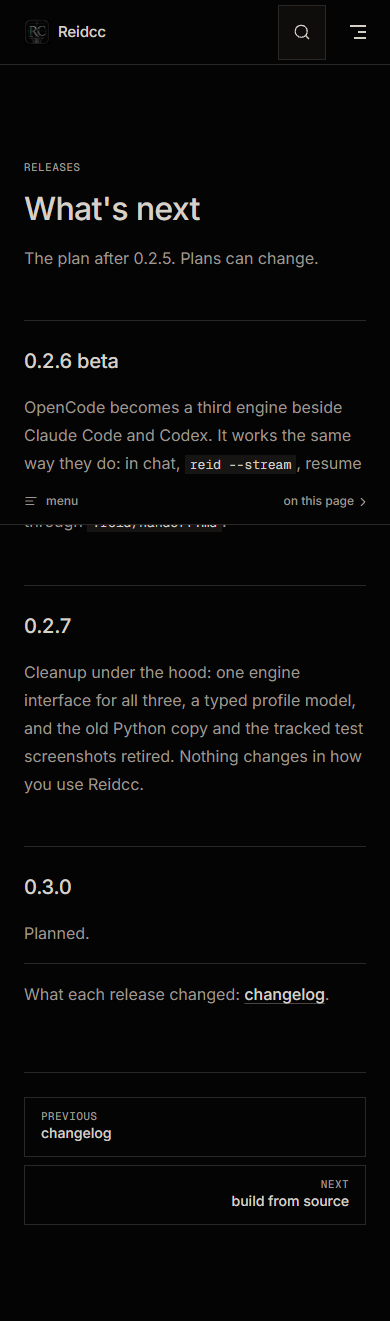 Reidcc
RELEASES
What's next
The plan after 0.2.5. Plans can change.
0.2.6 beta
OpenCode becomes a third engine beside
Claude Code and Codex. It works the same
way they do: in chat, reid --stream, resume
menu
on this page
through
0.2.7
Cleanup under the hood: one engine
interface for all three, a typed profile model,
and the old Python copy and the tracked test
screenshots retired. Nothing changes in how
you use Reidcc.
0.3.0
Planned.
What each release changed: changelog.
PREVIOUS
changelog
NEXT
build from source